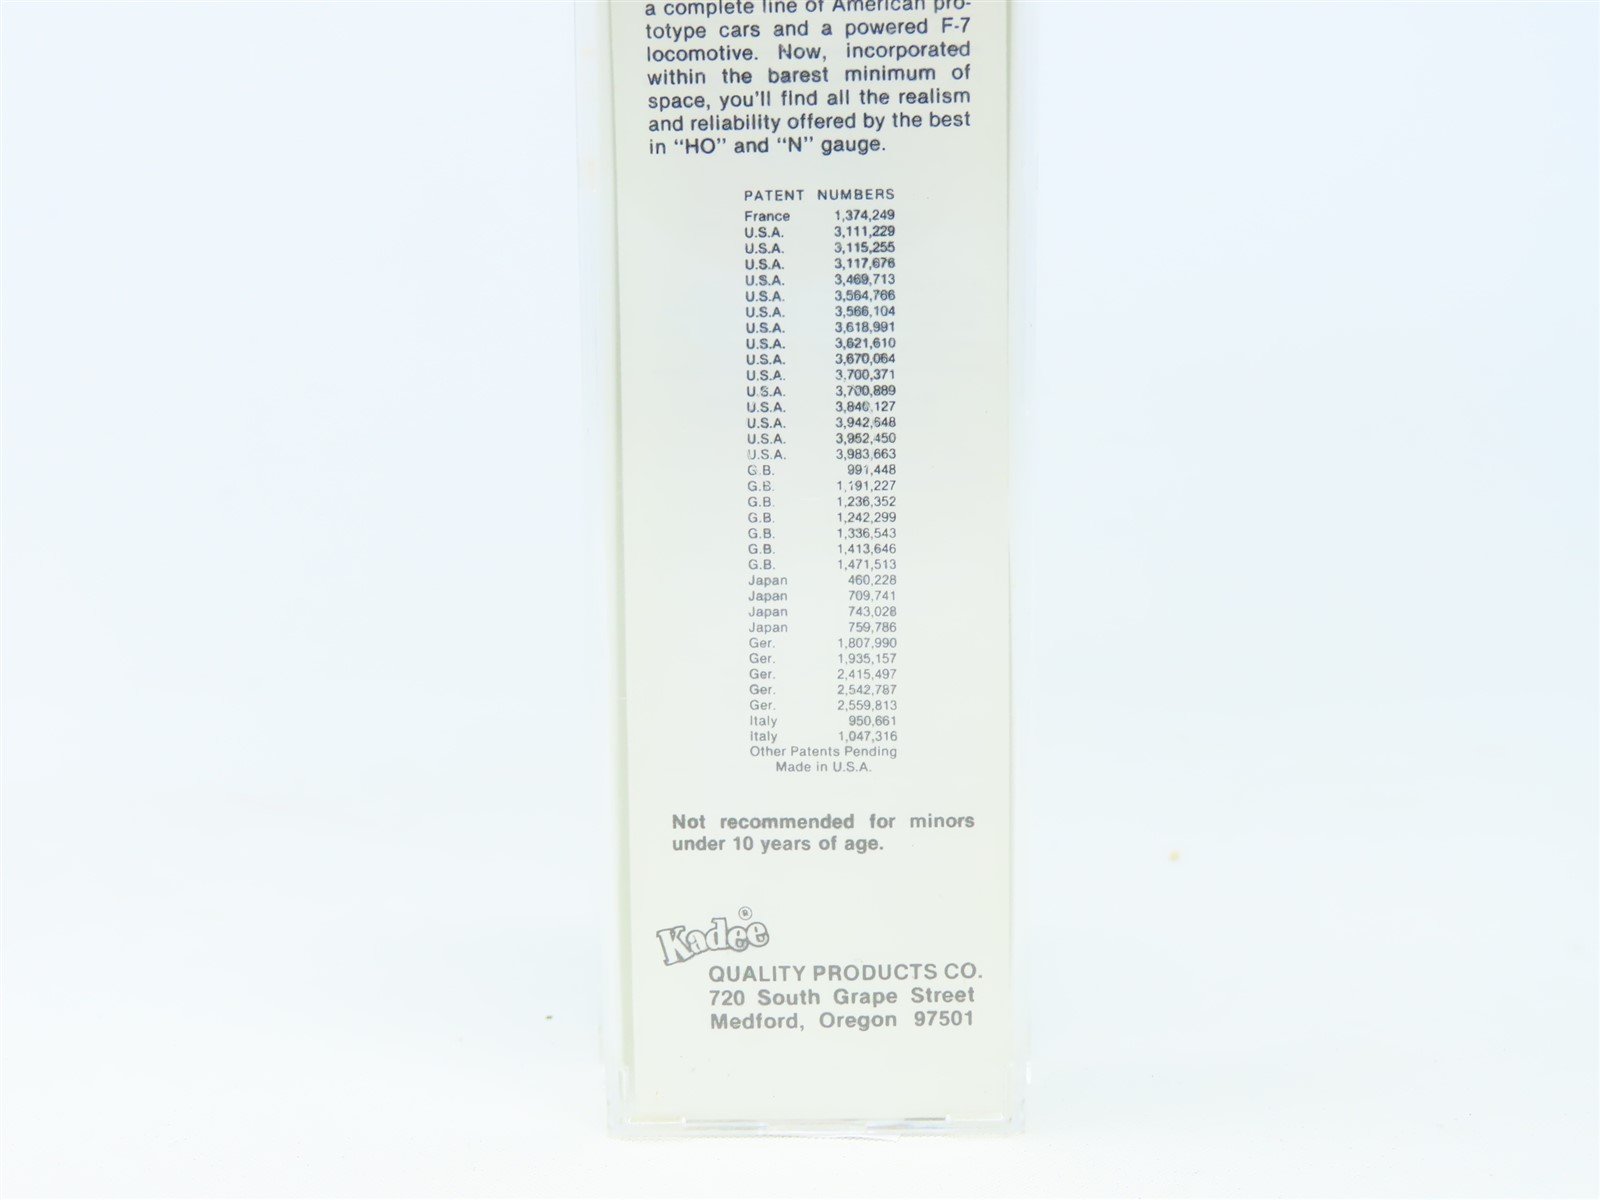 a complete line of American pro-
totype cars and a powered F-7
locomotive. Now, incorporated
within the barest minimum of
space, you'll find all the realism
and reliability offered by the best
in "HO" and "N" gauge.
PATENT NUMBERS
France 1,374,249
U.S.A. 3,111,229
U.S.A. 3,115,255
U.S.A. 3,117,676
U.S.A. 3,469,713
U.S.A. 3,564,766
U.S.A. 3,566,104
U.S.A. 3,618,991
U.S.A. 3,621,610
U.S.A. 3,670,064
U.S.A. 3,700,371
U.S.A. 3,700,889
U.S.A. 3,840,127
U.S.A. 3,942,648
U.S.A. 3,952,450
U.S.A. 3,983,663
G.B. 991,448
G.B. 1,191,227
G.B. 1,236,352
G.B. 1,242,299
G.B. 1,336,543
G.B. 1,413,646
G.B. 1,471,513
Japan 460,228
Japan 709,741
Japan 743,028
Japan 759,786
Ger. 1,807,990
Ger. 1,935,157
Ger. 2,415,497
Ger. 2,542,787
Ger. 2,559,813
Italy 950,661
Italy 1,047,316
Other Patents Pending
Made in U.S.A.
Not recommended for minors
under 10 years of age.
Kadee®
QUALITY PRODUCTS CO.
720 South Grape Street
Medford, Oregon 97501